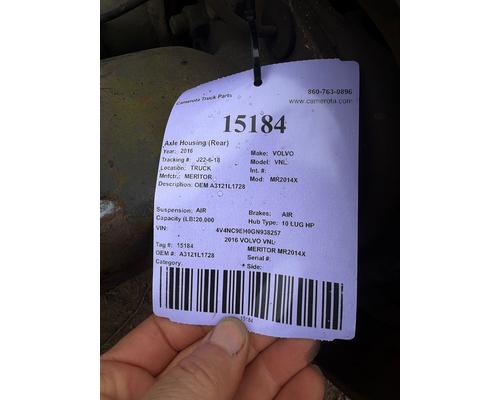 Camerota Truck Parts
860-763-0896
www.camerota.com
15184
Axle Housing (Rear)
Year: 2016 Make: VOLVO
Tracking #: J22-6-18 Model: VNL
Location: TRUCK Int. #:
Mfctr.: MERITOR Mod: MR2014X
Description: OEM A3121L1728
Suspension: AIR Brakes: AIR
Capacity (LB: 20,000 Hub Type: 10 LUG HP
VIN: 4V4NC9EH0GN938257
2016 VOLVO VNL
Tag #: 15184 MERITOR MR2014X
OEM #: A3121L1728 Serial #:
Category: + Side:
15184